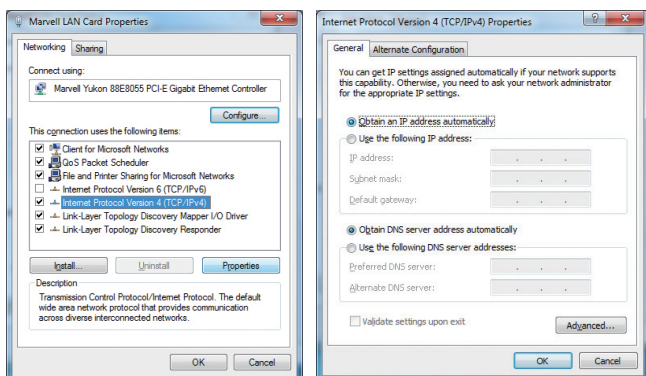 Marvell LAN Card Properties
Networking
Sharing
Connect using:
Marvell Yukon 88E8055 PCI-E Gigabit Ethernet Controller
Configure...
This connection uses the following items:
Client for Microsoft Networks
QoS Packet Scheduler
File and Printer Sharing for Microsoft Networks
Internet Protocol Version 6 (TCP/IPv6)
Internet Protocol Version 4 (TCP/IPv4)
Link-Layer Topology Discovery Mapper I/O Driver
Link-Layer Topology Discovery Responder
Install...
Uninstall
Properties
Description
Transmission Control Protocol/Internet Protocol. The default
wide area network protocol that provides communication
across diverse interconnected networks.
OK
Cancel
Internet Protocol Version 4 (TCP/IPv4) Properties
General
Alternate Configuration
You can get IP settings assigned automatically if your network supports
this capability. Otherwise, you need to ask your network administrator
for the appropriate IP settings.
Obtain an IP address automatically
Use the following IP address:
IP address:
Subnet mask:
Default gateway:
Obtain DNS server address automatically
Use the following DNS server addresses:
Preferred DNS server:
Alternate DNS server:
Validate settings upon exit
Advanced...
OK
Cancel